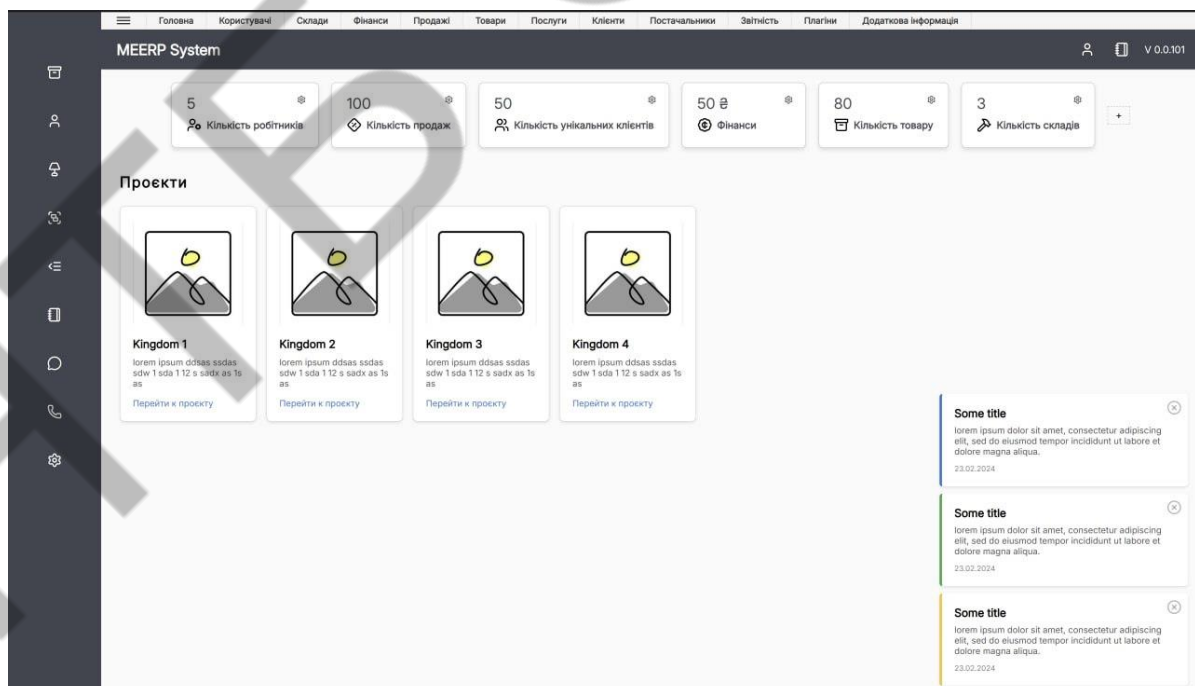 Головна Користувачі Склади Фінанси Продажі Товари Послуги Клієнти Постачальники Звітність Плагіни Додаткова інформація
MEERP System V 0.0.101
5 100 50 50 ₴ 80 3
Кількість робітників Кількість продаж Кількість унікальних клієнтів Фінанси Кількість товару Кількість складів +
Проєкти
Kingdom 1
lorem ipsum ddsas ssdas
sdw 1 sda 1 12 s sadx as 1s
as
Перейти к проєкту
Kingdom 2
lorem ipsum ddsas ssdas
sdw 1 sda 1 12 s sadx as 1s
as
Перейти к проєкту
Kingdom 3
lorem ipsum ddsas ssdas
sdw 1 sda 1 12 s sadx as 1s
as
Перейти к проєкту
Kingdom 4
lorem ipsum ddsas ssdas
sdw 1 sda 1 12 s sadx as 1s
as
Перейти к проєкту
Some title
lorem ipsum dolor sit amet, consectetur adipiscing
elit, sed do eiusmod tempor incididunt ut labore et
dolore magna aliqua.
23.02.2024
Some title
lorem ipsum dolor sit amet, consectetur adipiscing
elit, sed do eiusmod tempor incididunt ut labore et
dolore magna aliqua.
23.02.2024
Some title
lorem ipsum dolor sit amet, consectetur adipiscing
elit, sed do eiusmod tempor incididunt ut labore et
dolore magna aliqua.
23.02.2024